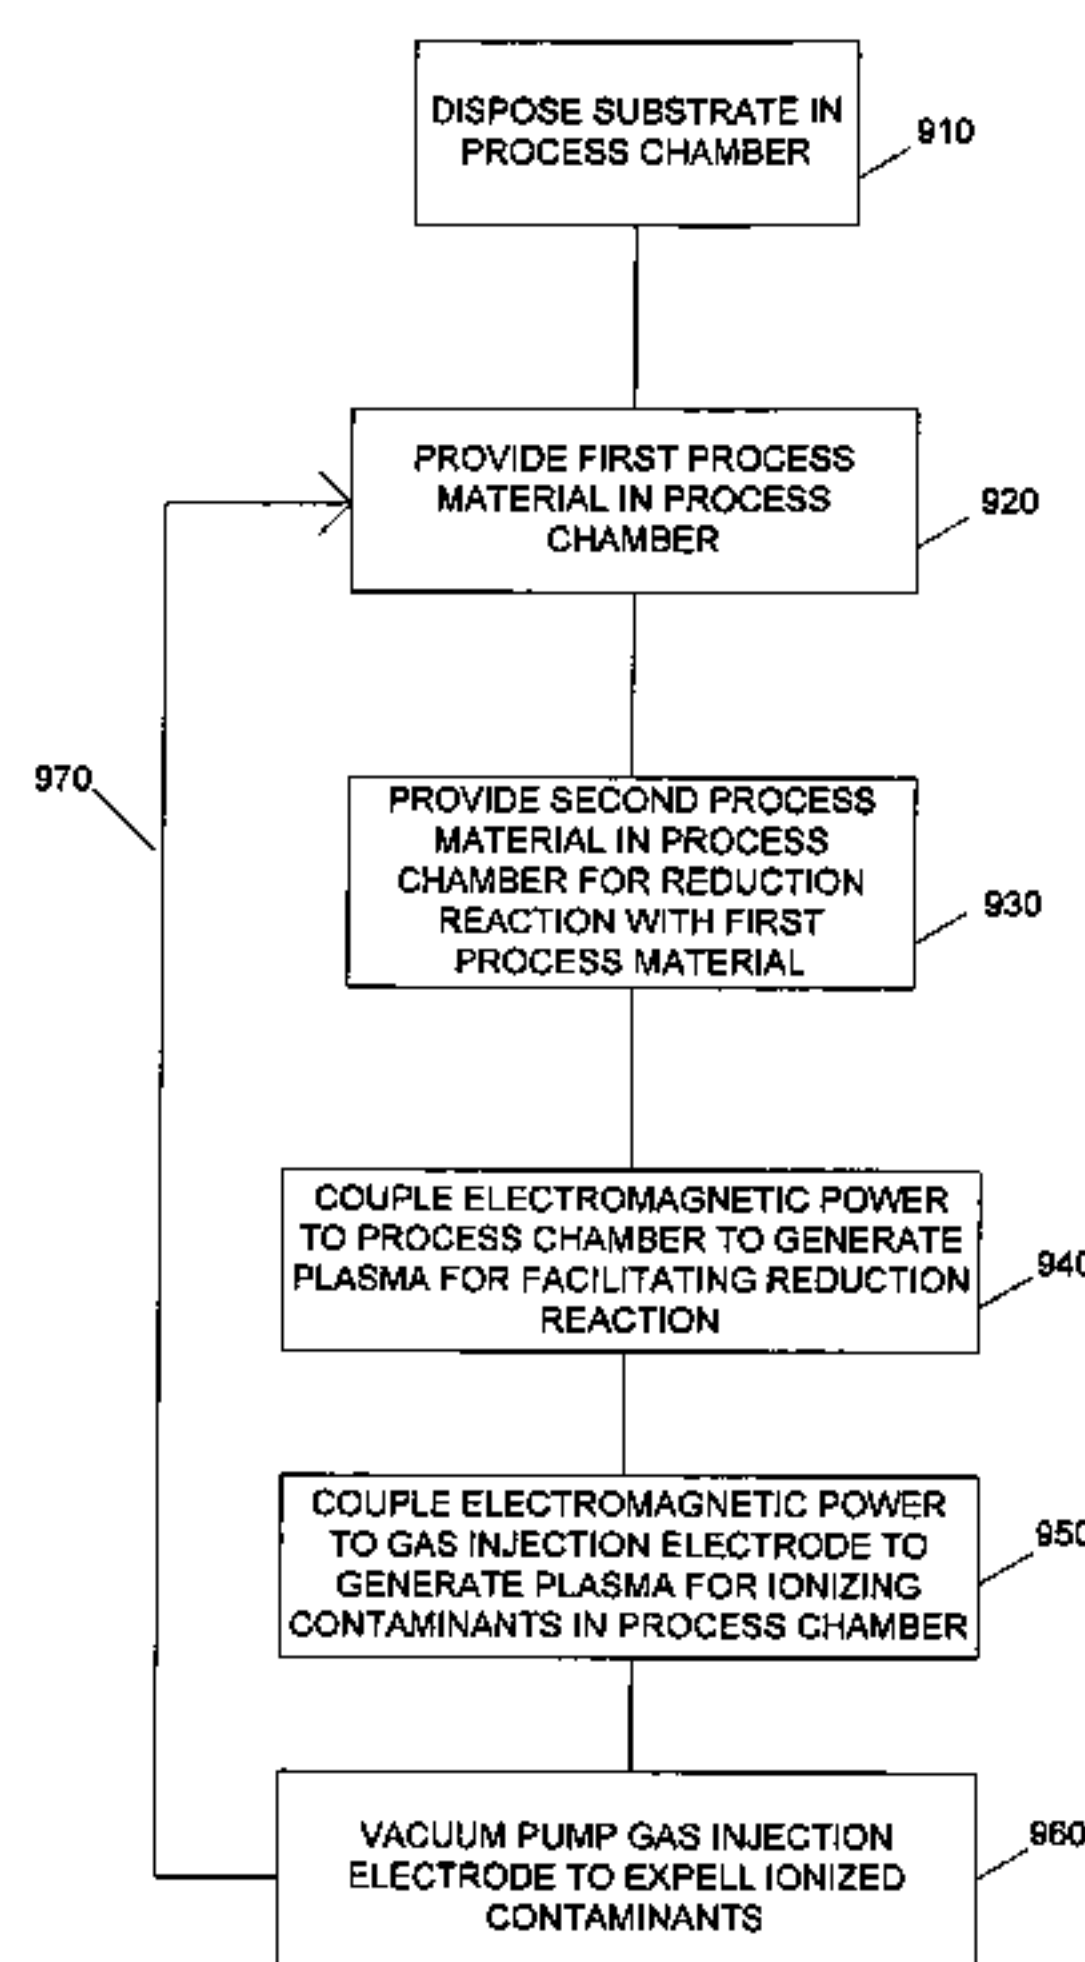 DISPOSE SUBSTRATE IN
PROCESS CHAMBER
910
PROVIDE FIRST PROCESS
MATERIAL IN PROCESS
CHAMBER
920
970
PROVIDE SECOND PROCESS
MATERIAL IN PROCESS
CHAMBER FOR REDUCTION
REACTION WITH FIRST
PROCESS MATERIAL
930
COUPLE ELECTROMAGNETIC POWER
TO PROCESS CHAMBER TO GENERATE
PLASMA FOR FACILITATING REDUCTION
REACTION
940
COUPLE ELECTROMAGNETIC POWER
TO GAS INJECTION ELECTRODE TO
GENERATE PLASMA FOR IONIZING
CONTAMINANTS IN PROCESS CHAMBER
950
VACUUM PUMP GAS INJECTION
ELECTRODE TO EXPELL IONIZED
CONTAMINANTS
960